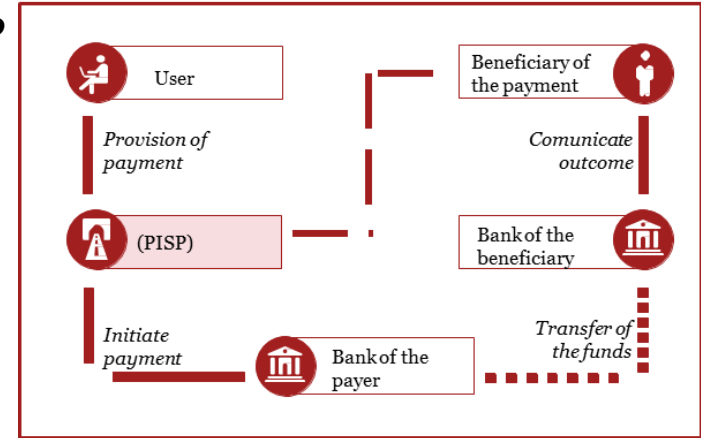 User
Beneficiary of
the payment
Provision of
payment
Comunicate
outcome
(PISP)
Bank of the
beneficiary
Initiate
payment
Transfer of
the funds
Bank of the
payer